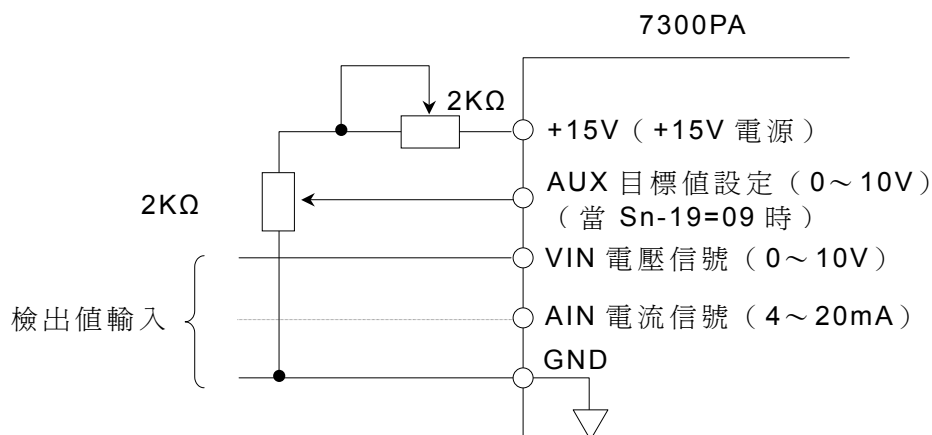 7300PA
2KΩ
+15V（+15V 電源）
AUX 目標值設定（0～10V）
（當 Sn-19=09 時）
2KΩ
VIN 電壓信號（0～10V）
檢出值輸入
AIN 電流信號（4～20mA）
GND